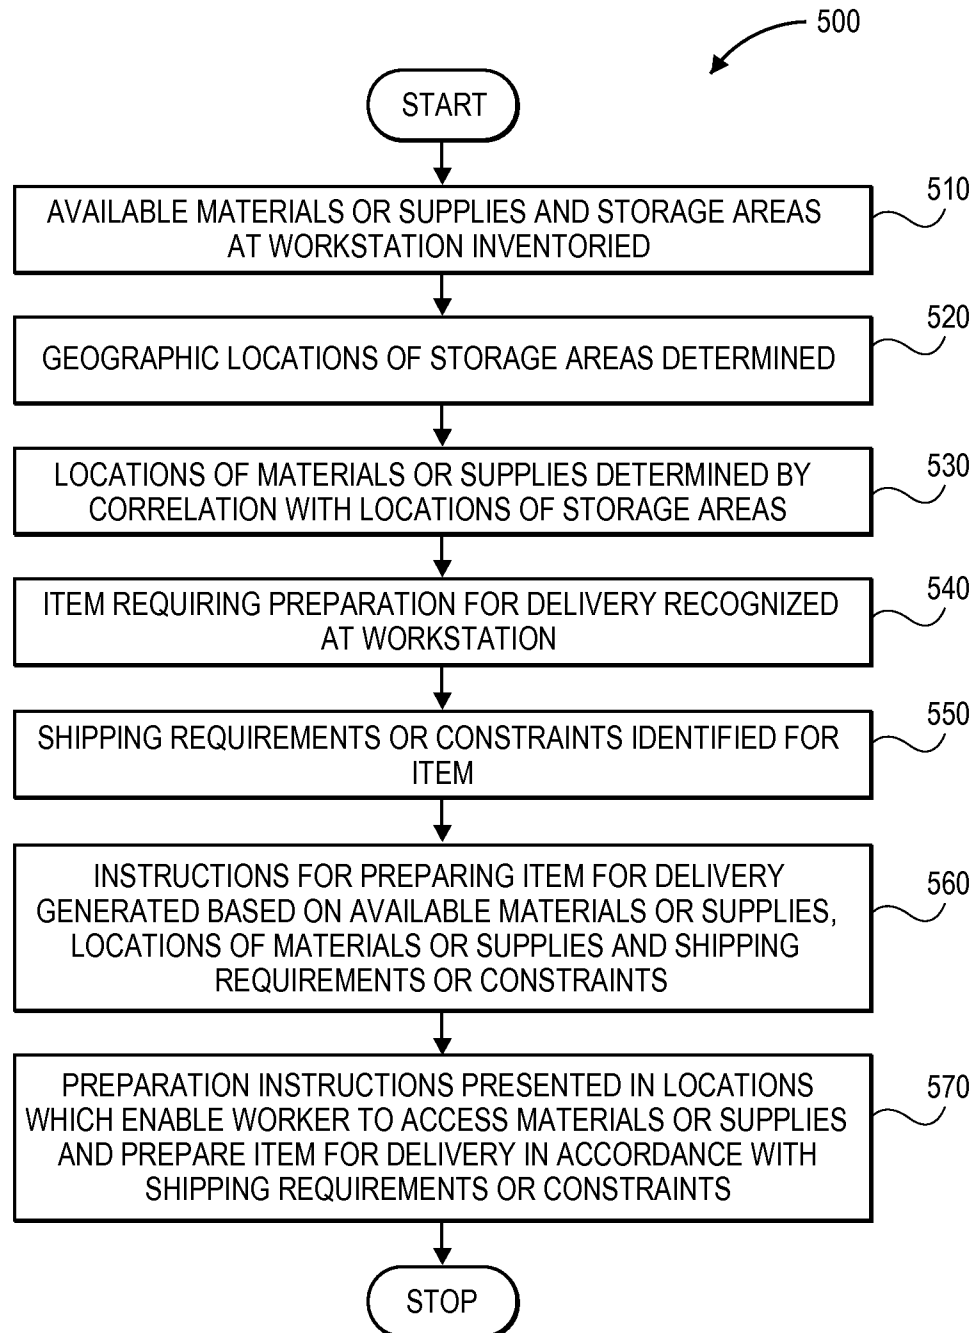 500
START
AVAILABLE MATERIALS OR SUPPLIES AND STORAGE AREAS
AT WORKSTATION INVENTORIED
510
GEOGRAPHIC LOCATIONS OF STORAGE AREAS DETERMINED
520
LOCATIONS OF MATERIALS OR SUPPLIES DETERMINED BY
CORRELATION WITH LOCATIONS OF STORAGE AREAS
530
ITEM REQUIRING PREPARATION FOR DELIVERY RECOGNIZED
AT WORKSTATION
540
SHIPPING REQUIREMENTS OR CONSTRAINTS IDENTIFIED FOR
ITEM
550
INSTRUCTIONS FOR PREPARING ITEM FOR DELIVERY
GENERATED BASED ON AVAILABLE MATERIALS OR SUPPLIES,
LOCATIONS OF MATERIALS OR SUPPLIES AND SHIPPING
REQUIREMENTS OR CONSTRAINTS
560
PREPARATION INSTRUCTIONS PRESENTED IN LOCATIONS
WHICH ENABLE WORKER TO ACCESS MATERIALS OR SUPPLIES
AND PREPARE ITEM FOR DELIVERY IN ACCORDANCE WITH
SHIPPING REQUIREMENTS OR CONSTRAINTS
570
STOP